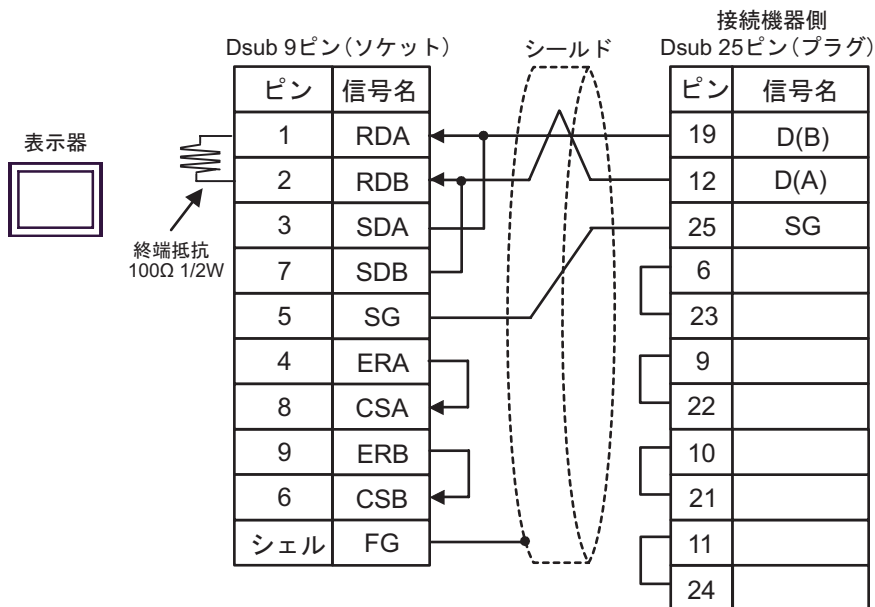 接続機器側
Dsub 9ピン(ソケット)
シールド
Dsub 25ピン(プラグ)
表示器
終端抵抗
100Ω 1/2W
ピン 信号名
1 RDA
2 RDB
3 SDA
7 SDB
5 SG
4 ERA
8 CSA
9 ERB
6 CSB
シェル FG
ピン 信号名
19 D(B)
12 D(A)
25 SG
6
23
9
22
10
21
11
24